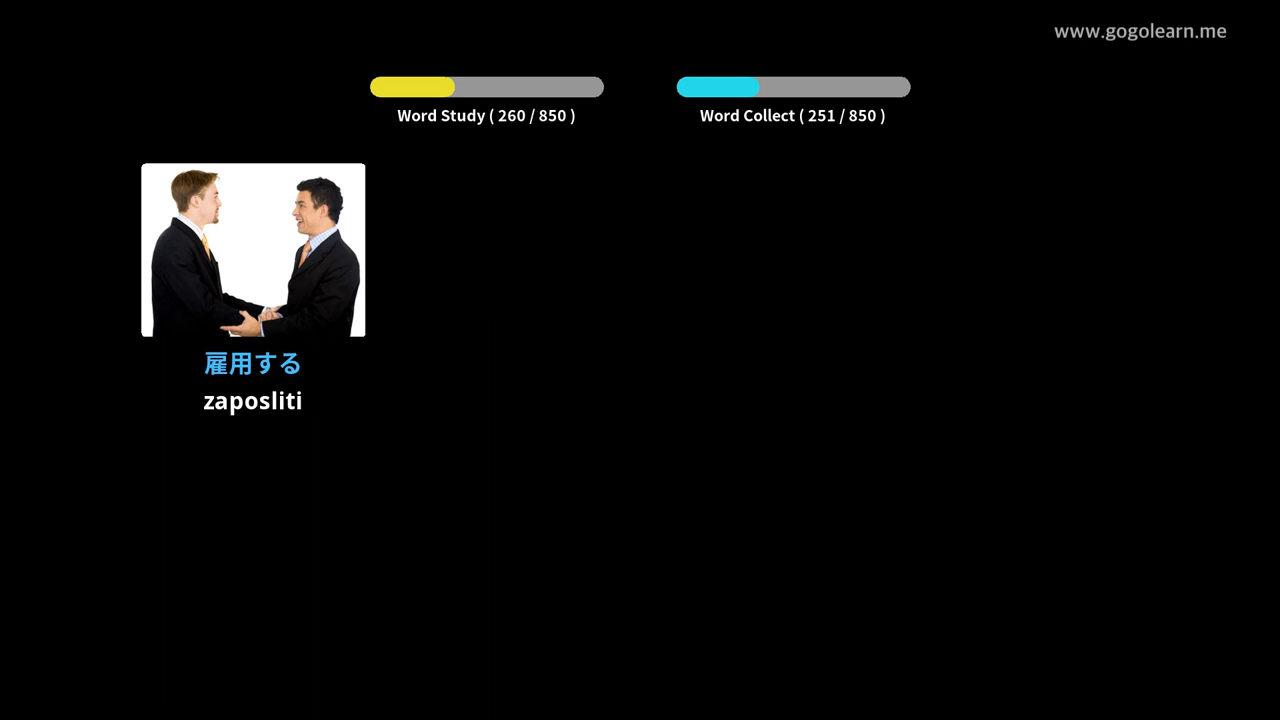 www.gogolearn.me
Word Study ( 260 / 850 )
Word Collect ( 251 / 850 )
雇用する
zaposliti